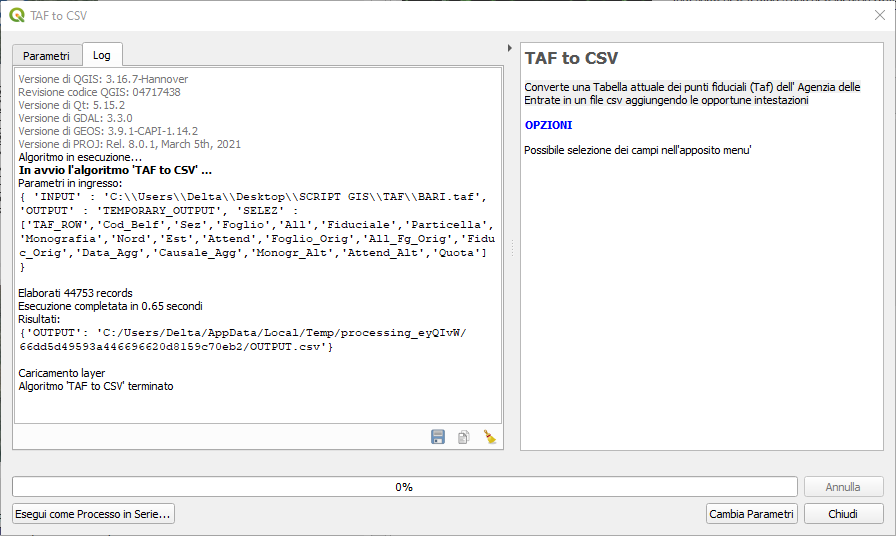 TAF to CSV
Parametri
Log
Versione di QGIS: 3.16.7-Hannover
Revisione codice QGIS: 04717438
Versione di Qt: 5.15.2
Versione di GDAL: 3.3.0
Versione di GEOS: 3.9.1-CAPI-1.14.2
Versione di PROJ: Rel. 8.0.1, March 5th, 2021
Algoritmo in esecuzione…
In avvio l'algoritmo 'TAF to CSV' …
Parametri in ingresso:
{ 'INPUT' : 'C:\\Users\\Delta\\Desktop\\SCRIPT GIS\\TAF\\BARI.taf',
'OUTPUT' : 'TEMPORARY_OUTPUT', 'SELEZ' :
['TAF_ROW','Cod_Belf','Sez','Foglio','All','Fiduciale','Particella',
'Monografia','Nord','Est','Attend','Foglio_Orig','All_Fg_Orig','Fidu
c_Orig','Data_Agg','Causale_Agg','Monogr_Alt','Attend_Alt','Quota']
}
Elaborati 44753 records
Esecuzione completata in 0.65 secondi
Risultati:
{'OUTPUT': 'C:/Users/Delta/AppData/Local/Temp/processing_eyQIvW/
66dd5d49593a446696620d8159c70eb2/OUTPUT.csv'}
Caricamento layer
Algoritmo 'TAF to CSV' terminato
TAF to CSV
Converte una Tabella attuale dei punti fiduciali (Taf) dell' Agenzia delle
Entrate in un file csv aggiungendo le opportune intestazioni
OPZIONI
Possibile selezione dei campi nell'apposito menu'
0%
Annulla
Esegui come Processo in Serie…
Cambia Parametri
Chiudi